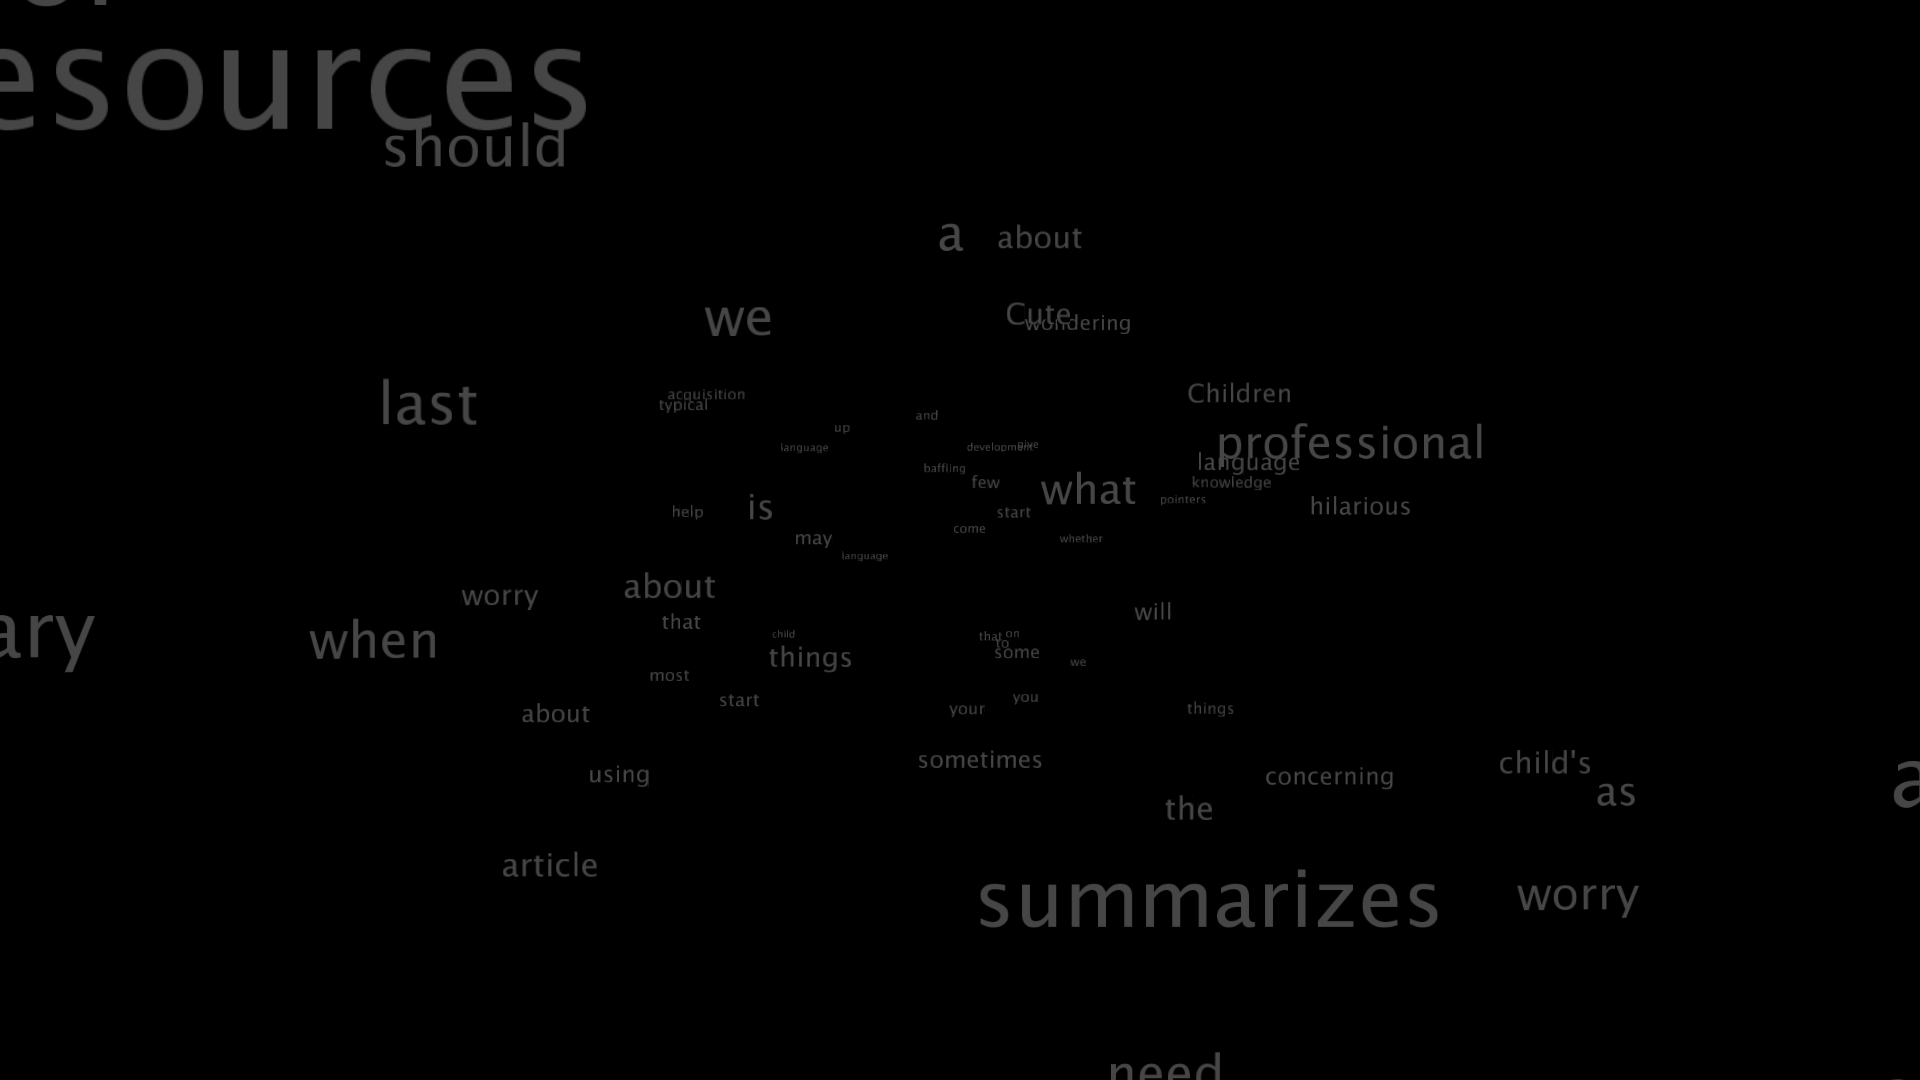 esources
should
a about
we
Cute
wondering
last
acquisition
typical
Children
and
up
professional
development
give
language
language
baffling
few
what
knowledge
pointers
is
hilarious
help
start
come
may
whether
language
about
worry
will
that
when
ary
child
that
on
to
some
things
we
most
you
start
your
things
about
sometimes
child's
using
concerning
as
a
the
article
summarizes
worry
need